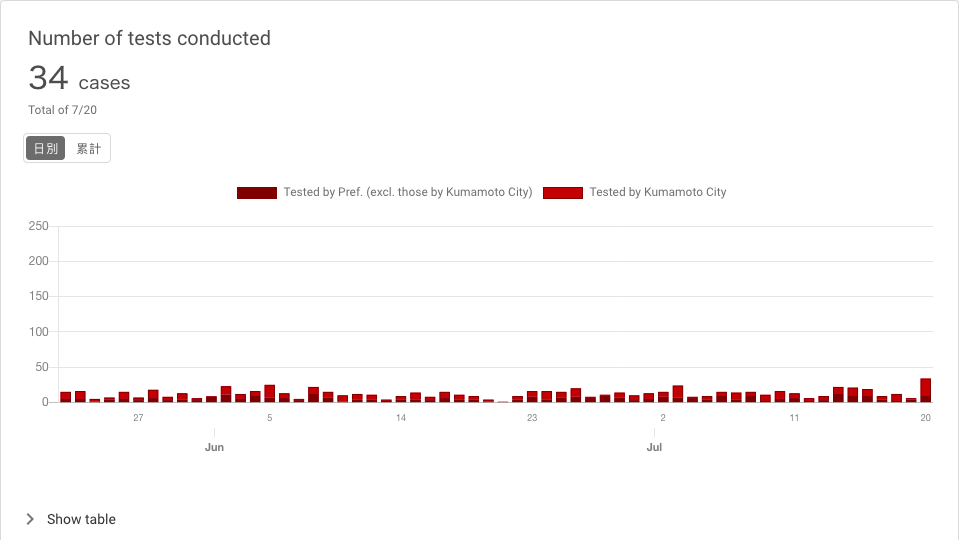 Number of tests conducted
34 cases
Total of 7/20
日別 累計
Tested by Pref. (excl. those by Kumamoto City) Tested by Kumamoto City
250
200
150
100
50
0
27 5 14 23 2 11 20
Jun Jul
Show table